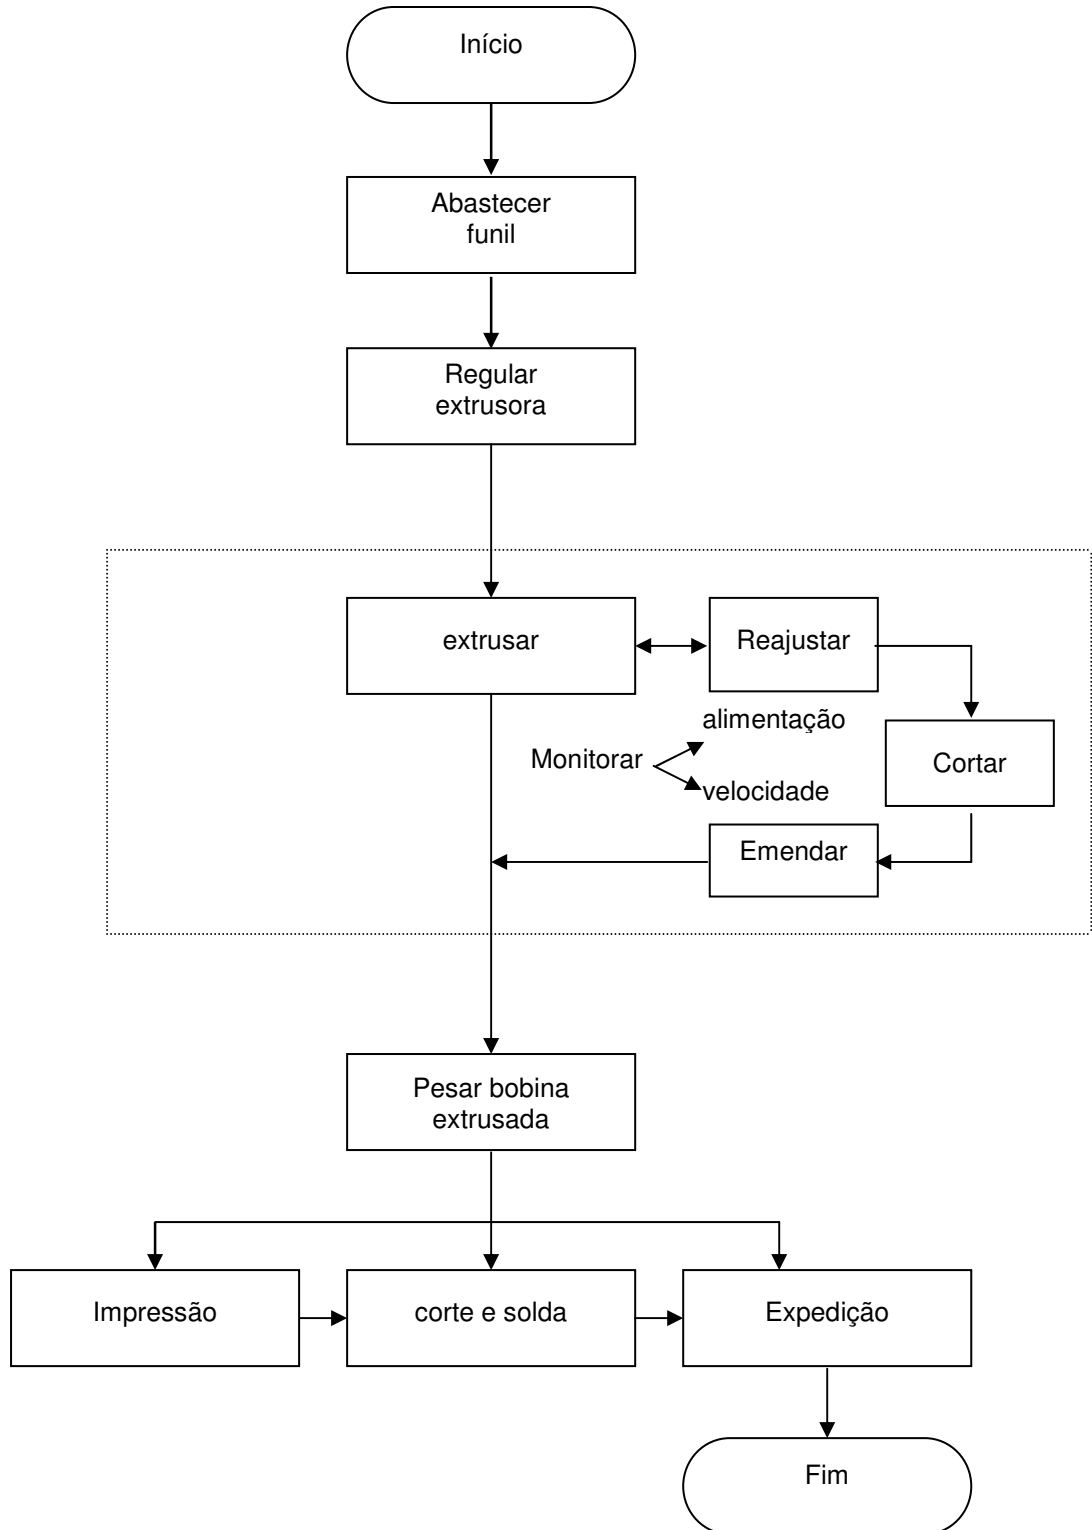 Início
Abastecer
funil
Regular
extrusora
extrusar
Reajustar
alimentação
Monitorar
velocidade
Cortar
Emendar
Pesar bobina
extrusada
Impressão
corte e solda
Expedição
Fim